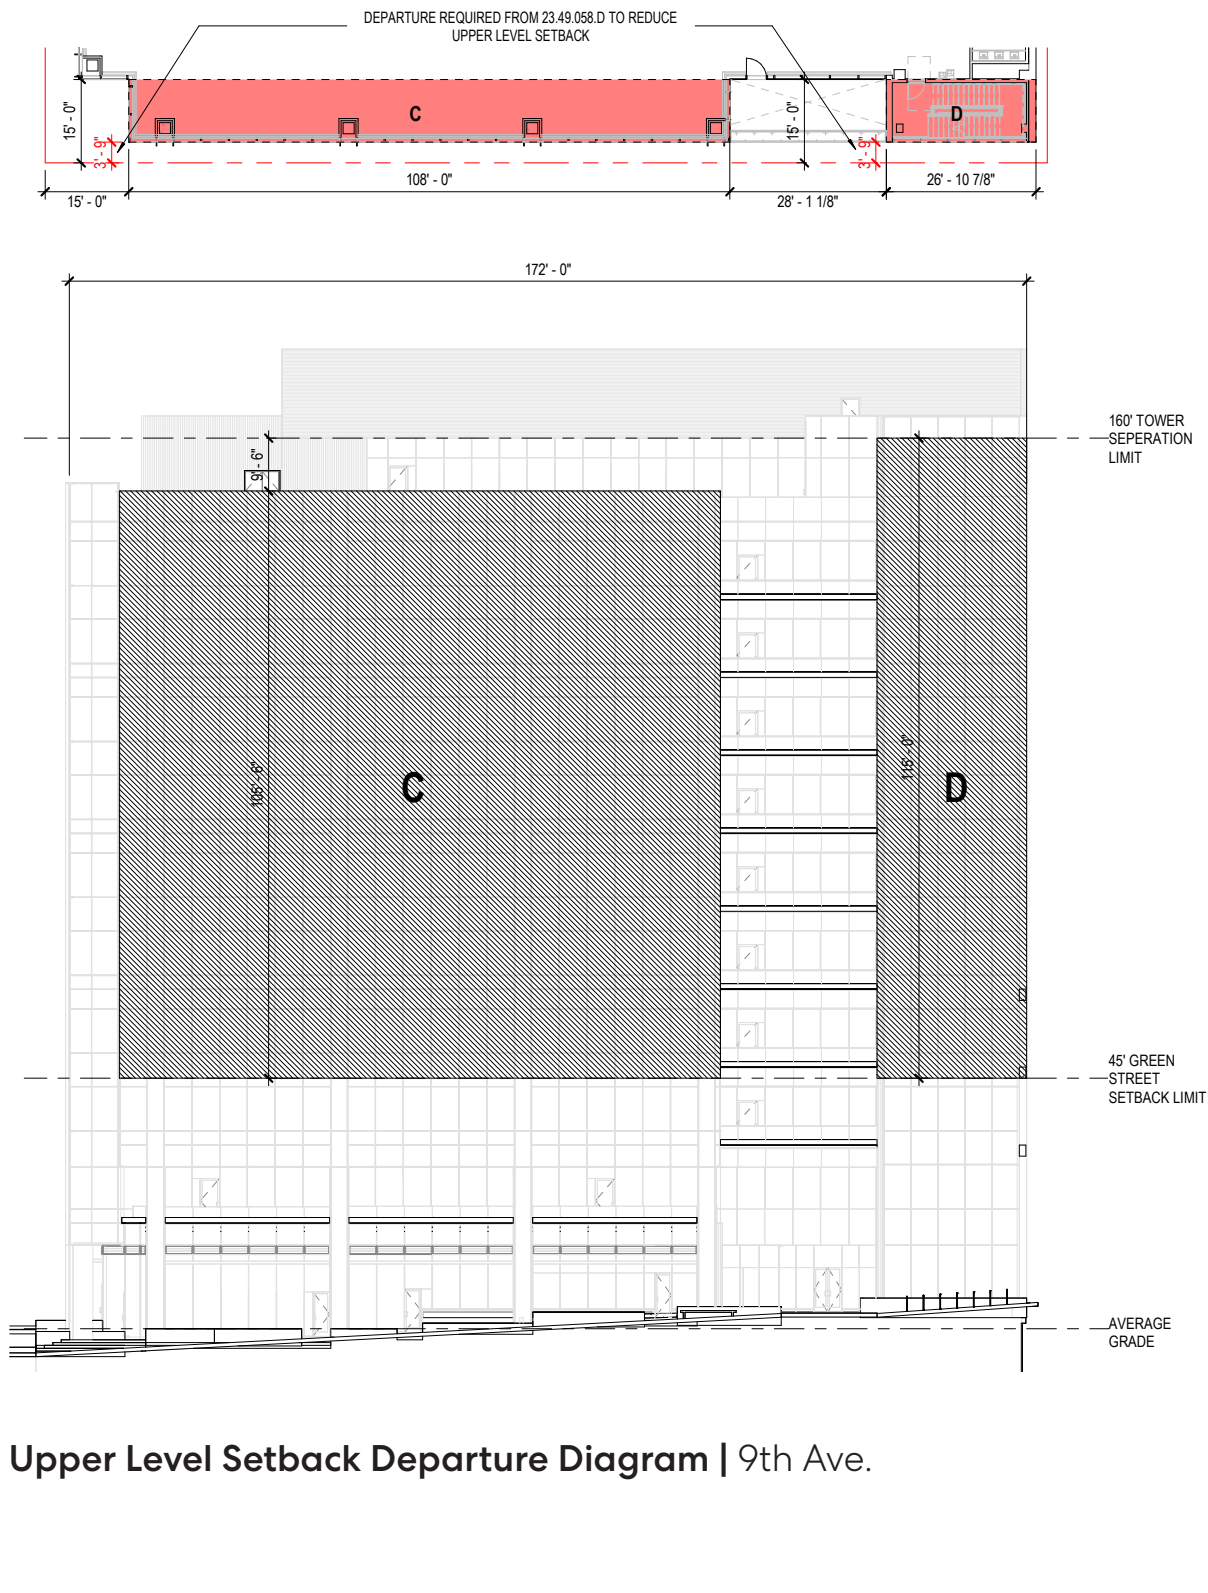 DEPARTURE REQUIRED FROM 23.49.058.D TO REDUCE
UPPER LEVEL SETBACK
15' - 0"
3' - 9"
C
15' - 0"
3' - 9"
D
15' - 0"
108' - 0"
28' - 1 1/8"
26' - 10 7/8"
172' - 0"
160' TOWER
SEPERATION
LIMIT
9' - 6"
105' - 6"
C
115' - 0"
D
45' GREEN
STREET
SETBACK LIMIT
AVERAGE
GRADE
Upper Level Setback Departure Diagram | 9th Ave.